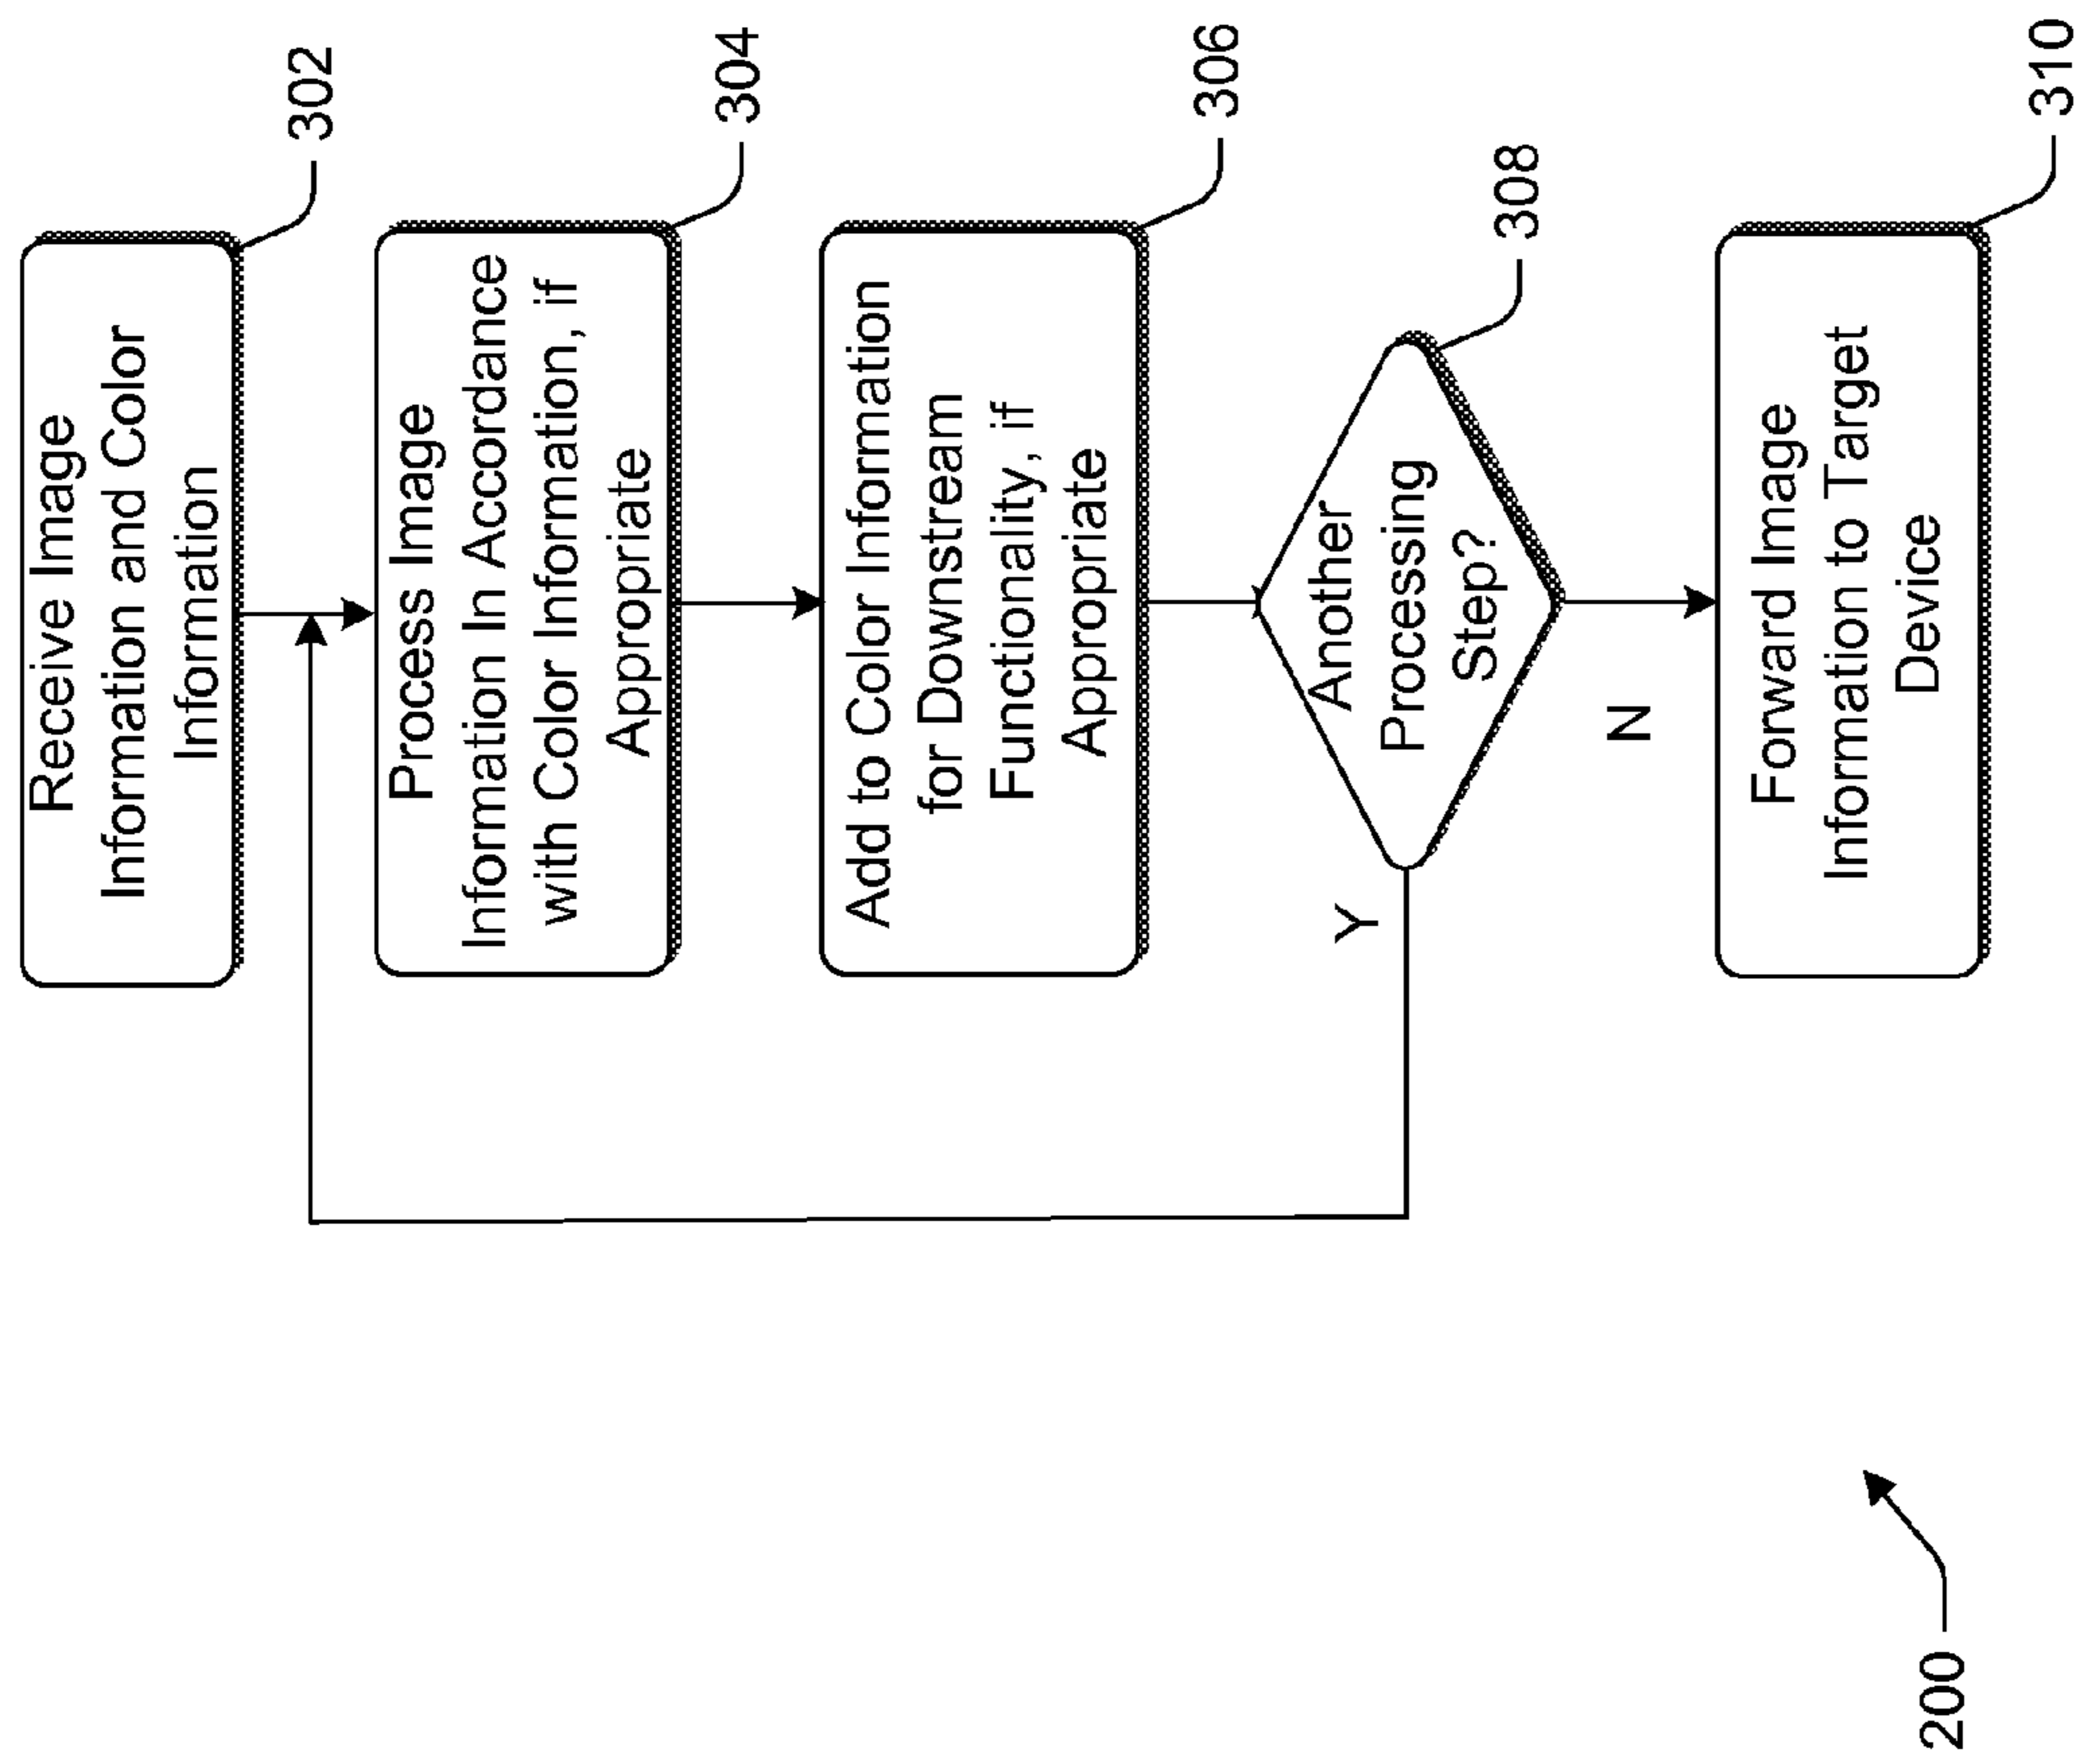 Receive Image
Information and Color
Information
302
Process Image
Information In Accordance
with Color Information, if
Appropriate
304
Add to Color Information
for Downstream
Functionality, if
Appropriate
306
Another
Processing
Step?
308
Y
N
Forward Image
Information to Target
Device
310
200